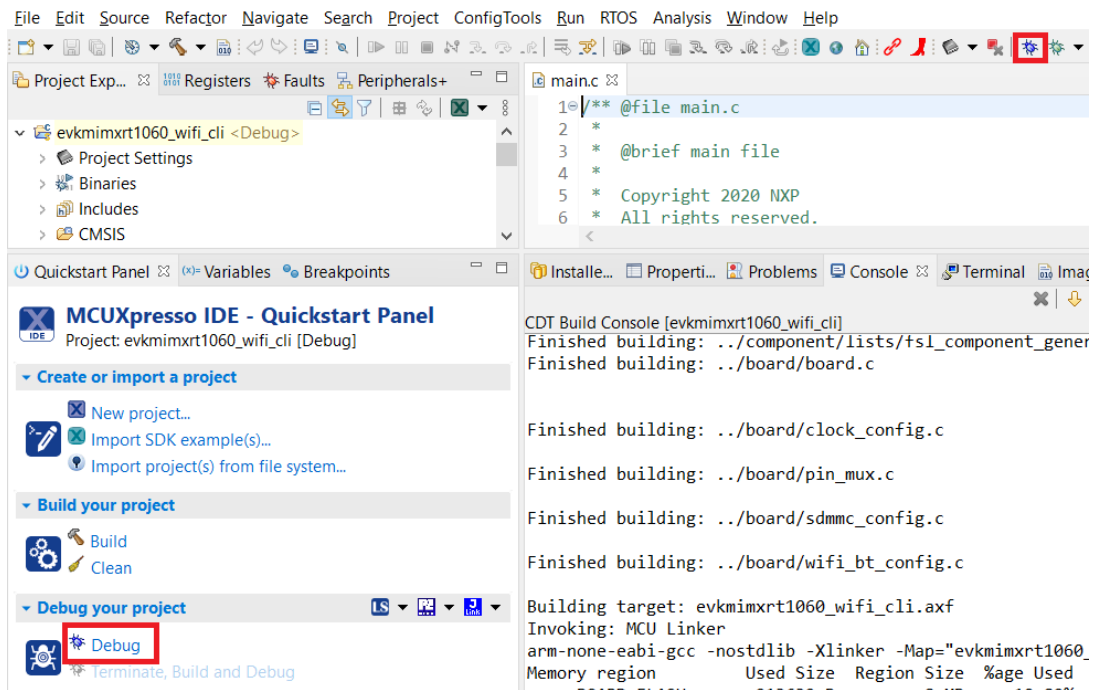 File Edit Source Refactor Navigate Search Project ConfigTools Run RTOS Analysis Window Help
Project Exp... Registers Faults Peripherals+
evkmimxrt1060_wifi_cli <Debug>
Project Settings
Binaries
Includes
CMSIS
main.c
1 /** @file main.c
2 *
3 * @brief main file
4 *
5 * Copyright 2020 NXP
6 * All rights reserved.
Quickstart Panel (x)= Variables Breakpoints
IDE
MCUXpresso IDE - Quickstart Panel
Project: evkmimxrt1060_wifi_cli [Debug]
Create or import a project
New project...
Import SDK example(s)...
Import project(s) from file system...
Build your project
Build
Clean
Debug your project
LS
Link
Debug
Terminate, Build and Debug
Installe... Properti... Problems Console Terminal Imag
CDT Build Console [evkmimxrt1060_wifi_cli]
Finished building: ../component/lists/fsl_component_gener
Finished building: ../board/board.c
Finished building: ../board/clock_config.c
Finished building: ../board/pin_mux.c
Finished building: ../board/sdmmc_config.c
Finished building: ../board/wifi_bt_config.c
Building target: evkmimxrt1060_wifi_cli.axf
Invoking: MCU Linker
arm-none-eabi-gcc -nostdlib -Xlinker -Map="evkmimxrt1060_
Memory region Used Size Region Size %age Used